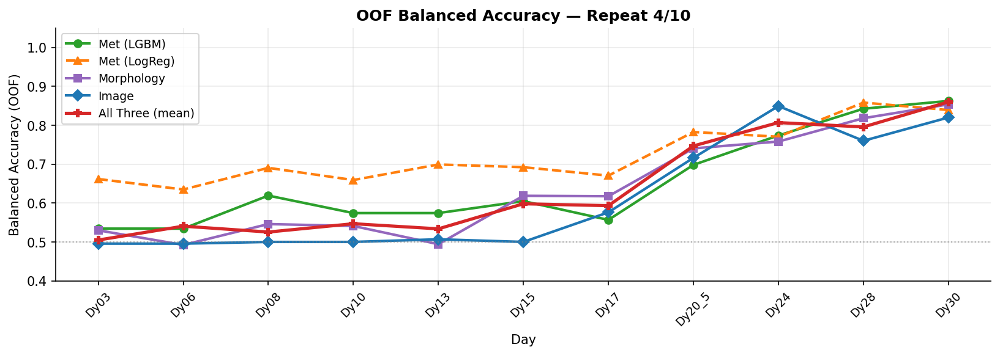 OOF Balanced Accuracy — Repeat 4/10
Met (LGBM)
Met (LogReg)
Morphology
Image
All Three (mean)
Balanced Accuracy (OOF)
1.0
0.9
0.8
0.7
0.6
0.5
0.4
Dy03
Dy06
Dy08
Dy10
Dy13
Dy15
Dy17
Dy20_5
Dy24
Dy28
Dy30
Day